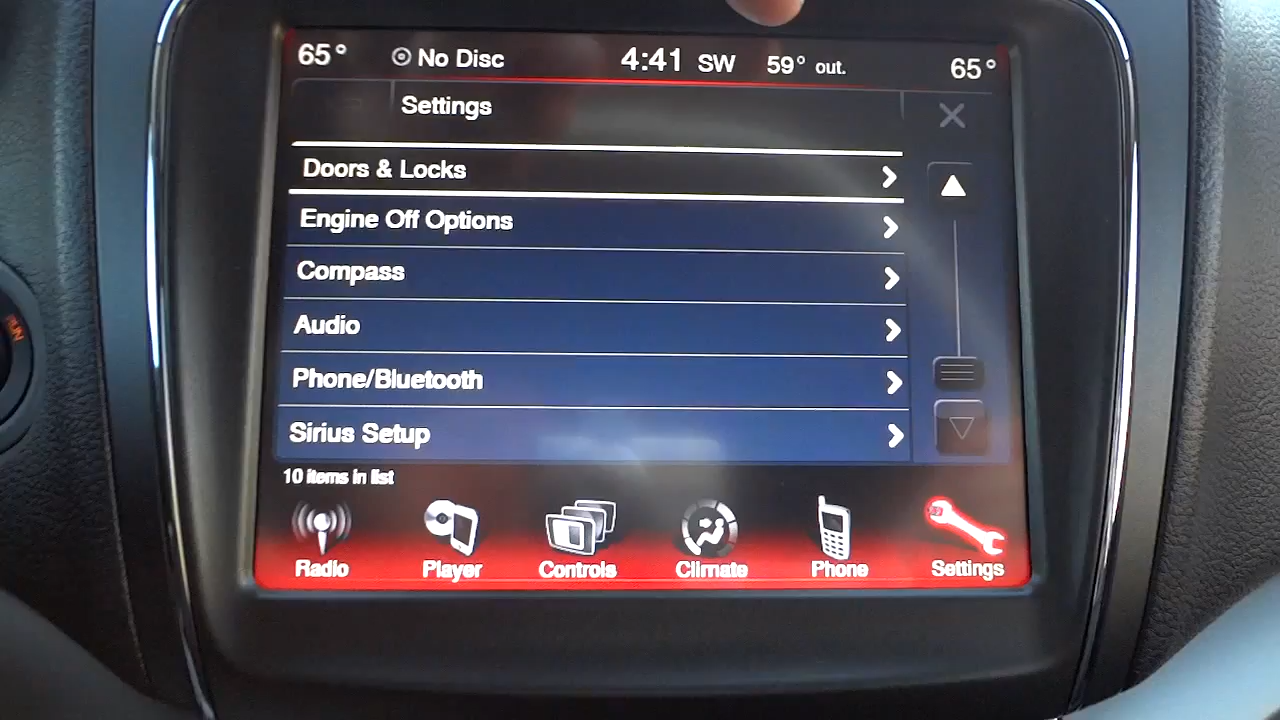 65° No Disc 4:41 SW 59° out. 65°
Settings
Doors & Locks
Engine Off Options
Compass
Audio
Phone/Bluetooth
Sirius Setup
10 items in list
Radio Player Controls Climate Phone Settings
RUN